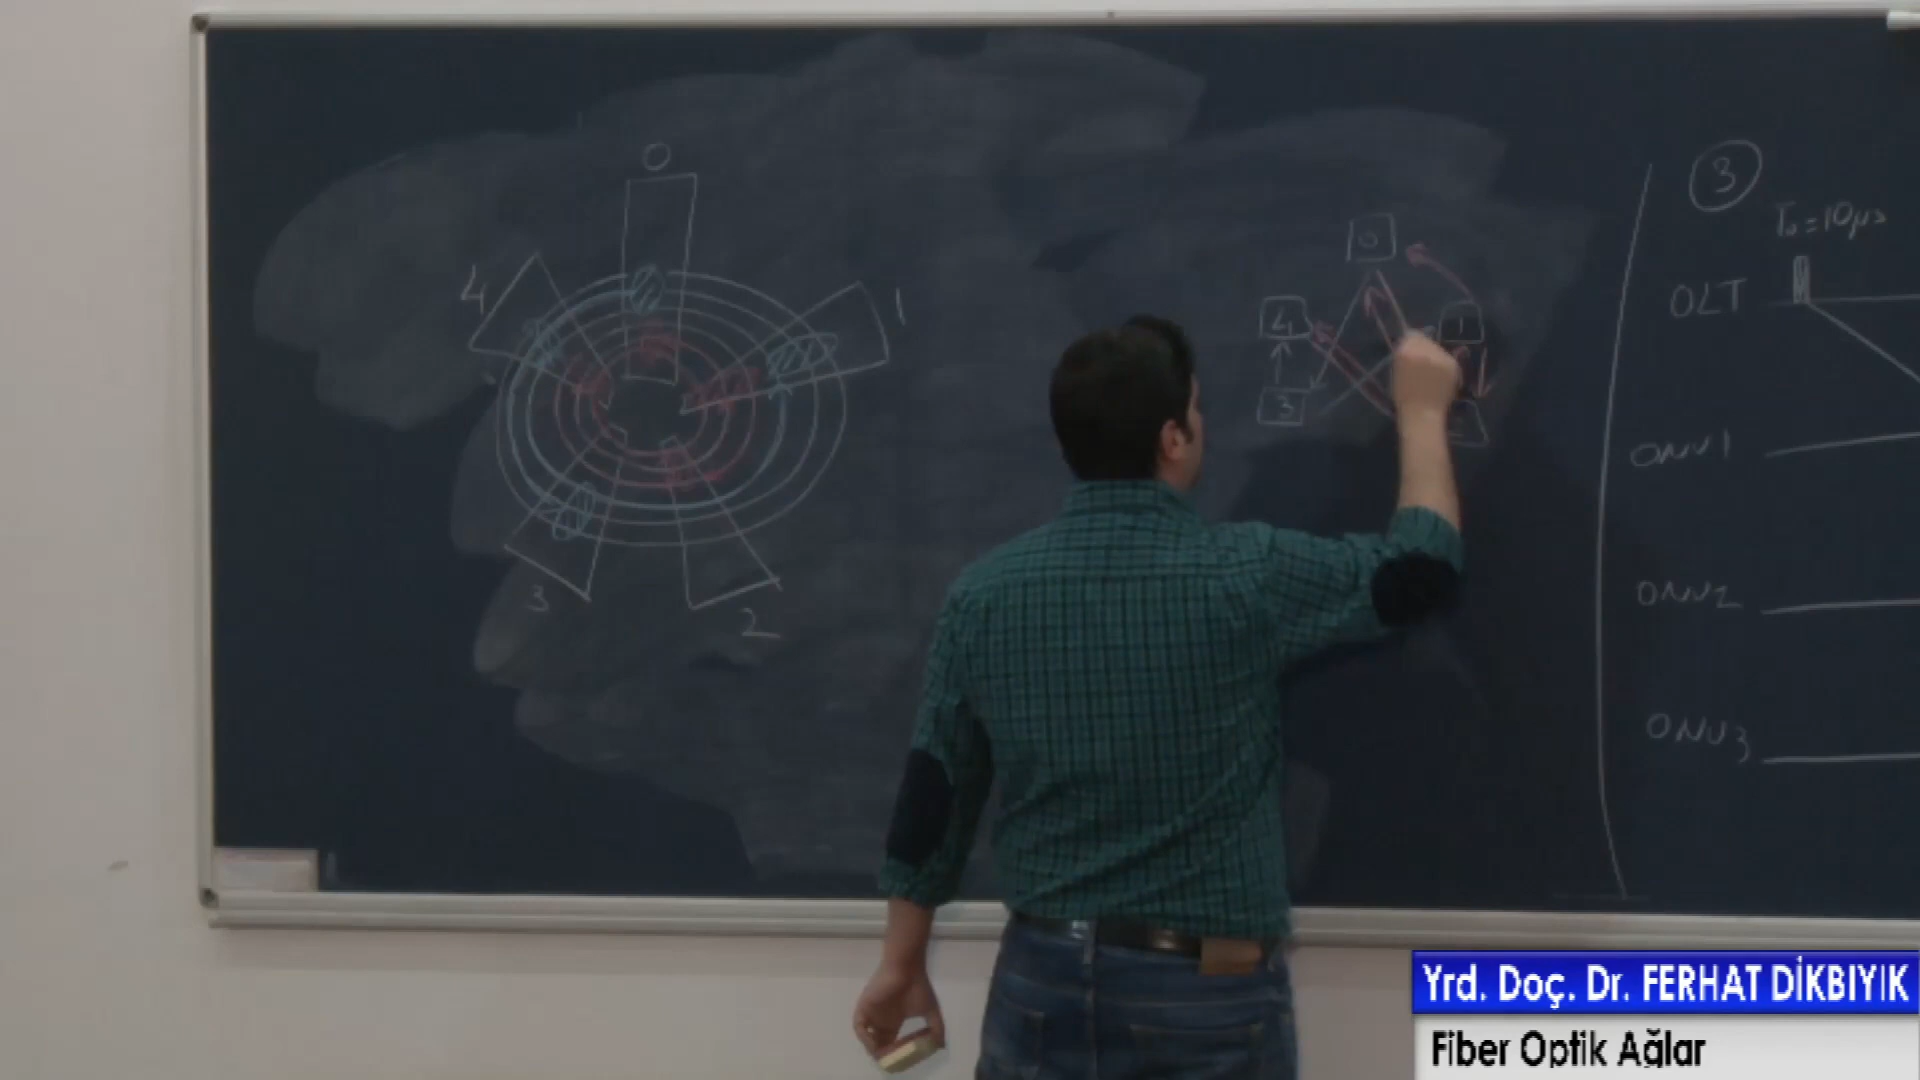 0
4
1
3
2
0
4
1
3
3
T₀=10μs
OLT
ONU1
ONU2
ONU3
Yrd. Doç. Dr. FERHAT DİKBIYIK
Fiber Optik Ağlar